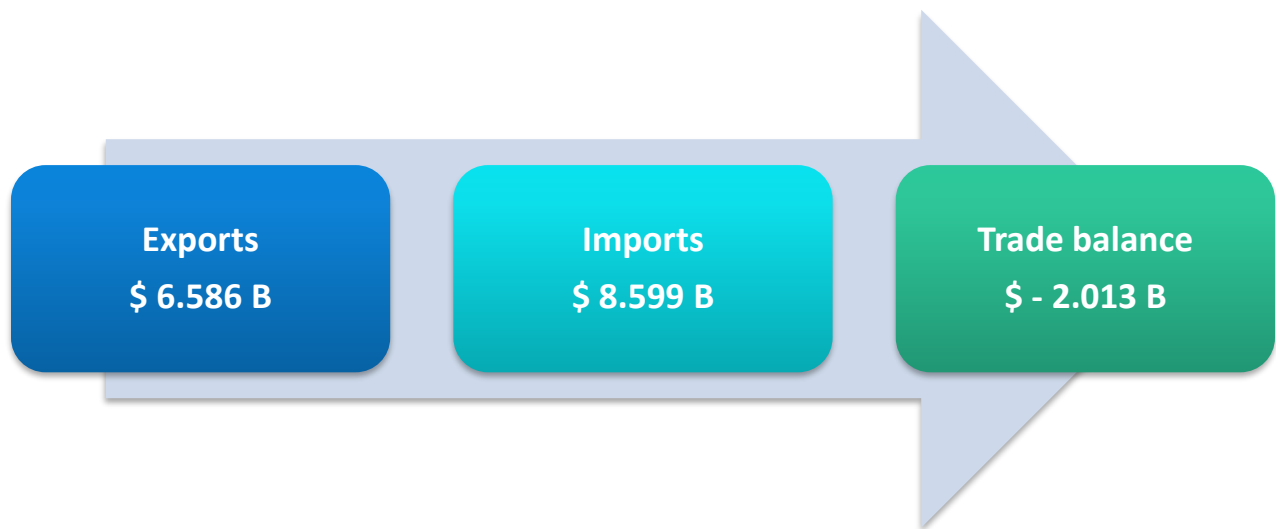 Exports
$ 6.586 B
Imports
$ 8.599 B
Trade balance
$ - 2.013 B